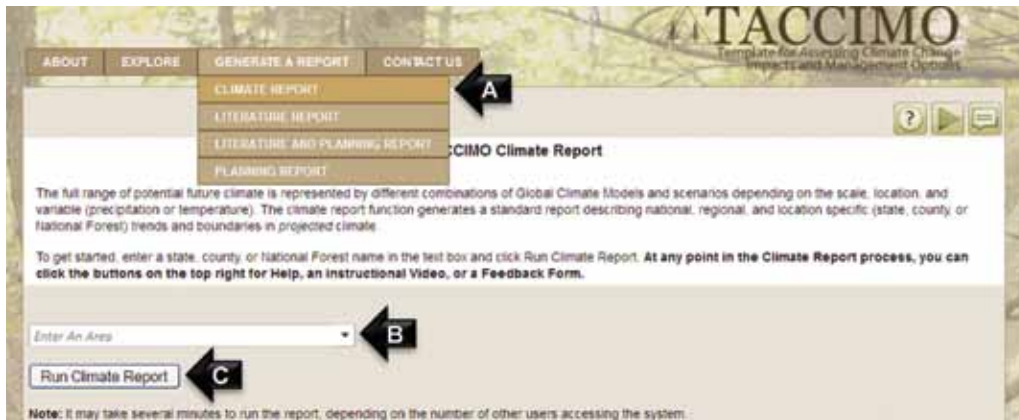 TACCIMO
Template for Assessing Climate Change
Impacts and Management Options
ABOUT EXPLORE GENERATE A REPORT CONTACT US
CLIMATE REPORT
A
LITERATURE REPORT
LITERATURE AND PLANNING REPORT
PLANNING REPORT
?
CCIMO Climate Report
The full range of potential future climate is represented by different combinations of Global Climate Models and scenarios depending on the scale, location, and
variable (precipitation or temperature). The climate report function generates a standard report describing national, regional, and location specific (state, county, or
National Forest) trends and boundaries in projected climate.
To get started, enter a state, county, or National Forest name in the text box and click Run Climate Report. At any point in the Climate Report process, you can
click the buttons on the top right for Help, an Instructional Video, or a Feedback Form.
Enter An Area
B
Run Climate Report
C
Note: It may take several minutes to run the report, depending on the number of other users accessing the system.